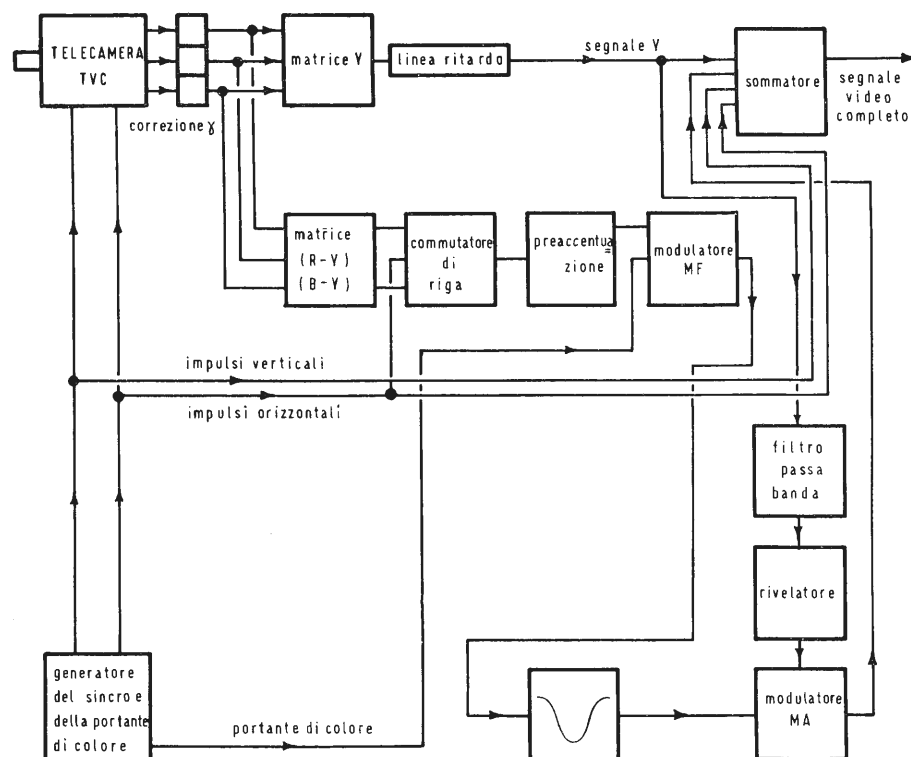 TELECAMERA
TVC
correzione γ
matrice Y
linea ritardo
segnale Y
sommatore
segnale
video
completo
matrice
(R-Y)
(B-Y)
commutatore
di
riga
preaccentua=
zione
modulatore
MF
impulsi verticali
impulsi orizzontali
filtro
passa
banda
rivelatore
modulatore
MA
generatore
del sincro e
della portante
di colore
portante di colore